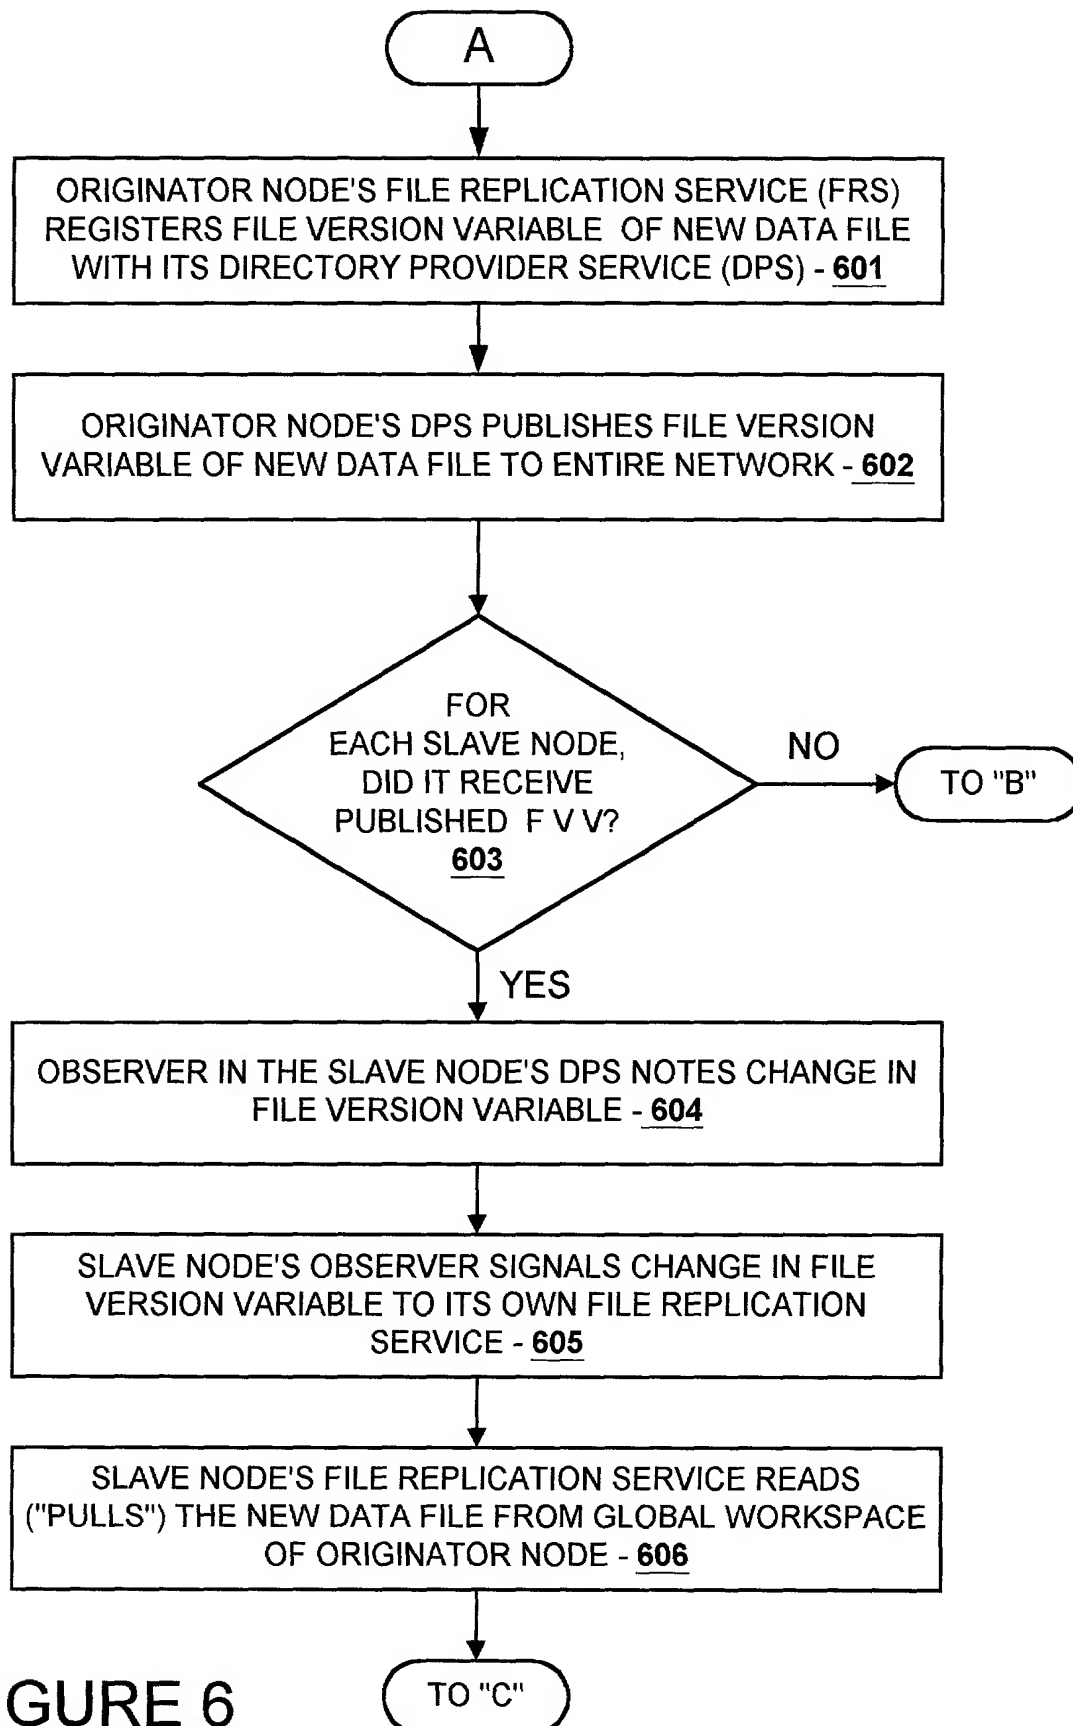 A
ORIGINATOR NODE'S FILE REPLICATION SERVICE (FRS)
REGISTERS FILE VERSION VARIABLE OF NEW DATA FILE
WITH ITS DIRECTORY PROVIDER SERVICE (DPS) - 601
ORIGINATOR NODE'S DPS PUBLISHES FILE VERSION
VARIABLE OF NEW DATA FILE TO ENTIRE NETWORK - 602
FOR
EACH SLAVE NODE,
DID IT RECEIVE
PUBLISHED F V V?
603
NO
TO "B"
YES
OBSERVER IN THE SLAVE NODE'S DPS NOTES CHANGE IN
FILE VERSION VARIABLE - 604
SLAVE NODE'S OBSERVER SIGNALS CHANGE IN FILE
VERSION VARIABLE TO ITS OWN FILE REPLICATION
SERVICE - 605
SLAVE NODE'S FILE REPLICATION SERVICE READS
("PULLS") THE NEW DATA FILE FROM GLOBAL WORKSPACE
OF ORIGINATOR NODE - 606
TO "C"
GURE 6